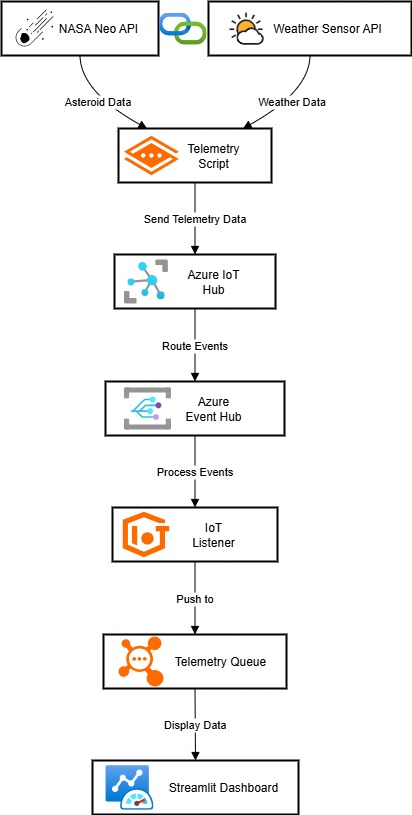 NASA Neo API
Weather Sensor API
Asteroid Data
Weather Data
Telemetry
Script
Send Telemetry Data
Azure IoT
Hub
Route Events
Azure
Event Hub
Process Events
IoT
IoT
Listener
Push to
Telemetry Queue
Display Data
Streamlit Dashboard